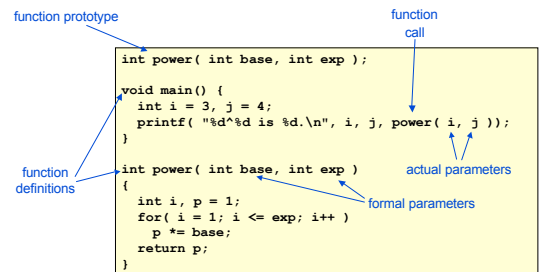 function prototype
function
call
int power( int base, int exp );
void main() {
int i = 3, j = 4;
printf( "%d^%d is %d.\n", i, j, power( i, j ));
}
function
definitions
actual parameters
int power( int base, int exp )
{
formal parameters
int i, p = 1;
for( i = 1; i <= exp; i++ )
p *= base;
return p;
}